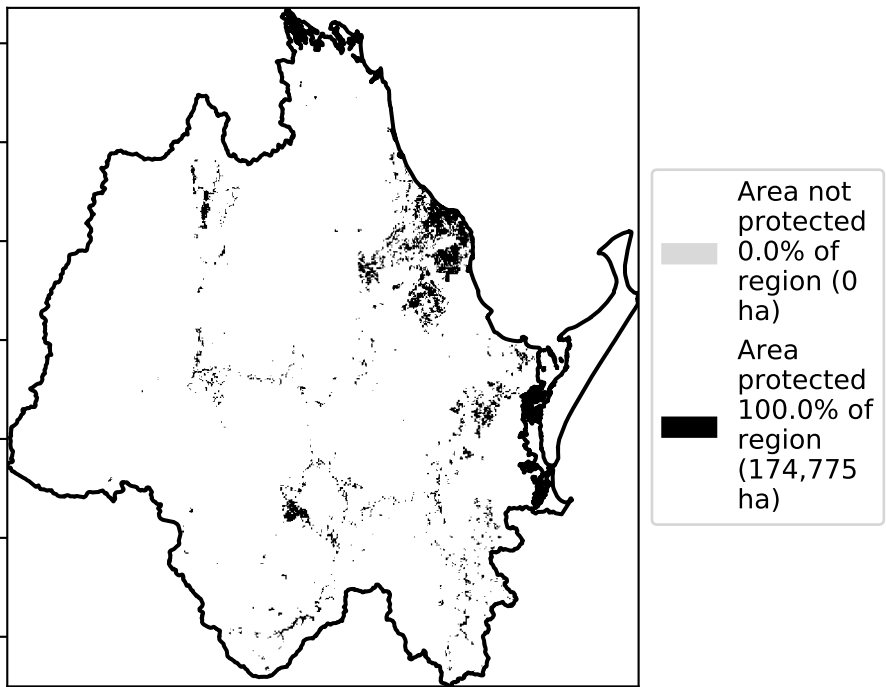 Area not
protected
0.0% of
region (0
ha)
Area
protected
100.0% of
region
(174,775
ha)